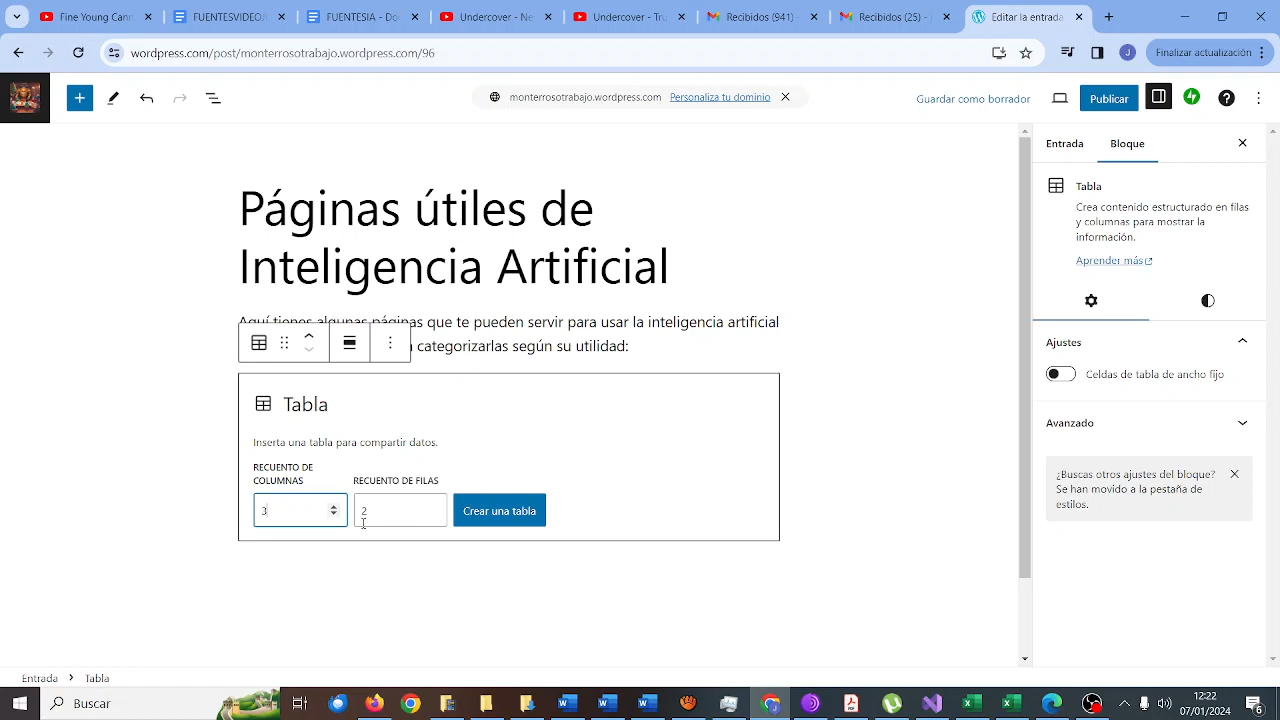 Fine Young Cann
FUENTESVIDEO.
FUENTESIA - Do
Undercover - Ne
Undercover - Tru
Recibidos (941) -
Recibidos (25) -
Editar la entrada
wordpress.com/post/monterrosotrabajo.wordpress.com/96
J
Finalizar actualización
monterrosotrabajo.wordpress.com Personaliza tu dominio
Guardar como borrador
Publicar
Entrada
Bloque
Páginas útiles de
Inteligencia Artificial
Aquí tienes algunas páginas que te pueden servir para usar la inteligencia artificial
categorizarlas según su utilidad:
Tabla
Inserta una tabla para compartir datos.
RECUENTO DE
COLUMNAS
RECUENTO DE FILAS
3
2
Crear una tabla
Tabla
Crea contenido estructurado en filas
y columnas para mostrar la
información.
Aprender más
Ajustes
Celdas de tabla de ancho fijo
Avanzado
¿Buscas otros ajustes del bloque?
Se han movido a la pestaña de
estilos.
Entrada
Tabla
Buscar
12:22
07/01/2024
6